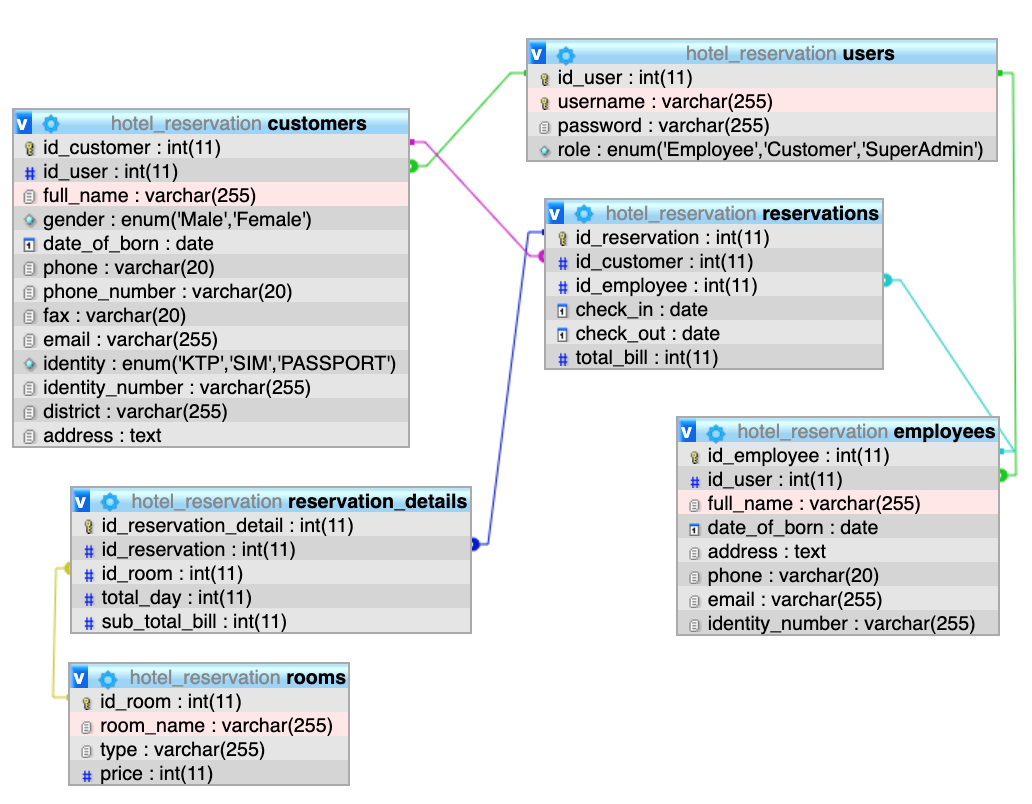 v hotel_reservation users
id_user : int(11)
username : varchar(255)
password : varchar(255)
role : enum('Employee','Customer','SuperAdmin')
v hotel_reservation customers
id_customer : int(11)
# id_user : int(11)
full_name : varchar(255)
gender : enum('Male','Female')
date_of_born : date
phone : varchar(20)
phone_number : varchar(20)
fax : varchar(20)
email : varchar(255)
identity : enum('KTP','SIM','PASSPORT')
identity_number : varchar(255)
district : varchar(255)
address : text
v hotel_reservation reservations
id_reservation : int(11)
# id_customer : int(11)
# id_employee : int(11)
check_in : date
check_out : date
# total_bill : int(11)
v hotel_reservation employees
id_employee : int(11)
# id_user : int(11)
full_name : varchar(255)
date_of_born : date
address : text
phone : varchar(20)
email : varchar(255)
identity_number : varchar(255)
v hotel_reservation reservation_details
id_reservation_detail : int(11)
# id_reservation : int(11)
# id_room : int(11)
# total_day : int(11)
# sub_total_bill : int(11)
v hotel_reservation rooms
id_room : int(11)
room_name : varchar(255)
type : varchar(255)
# price : int(11)